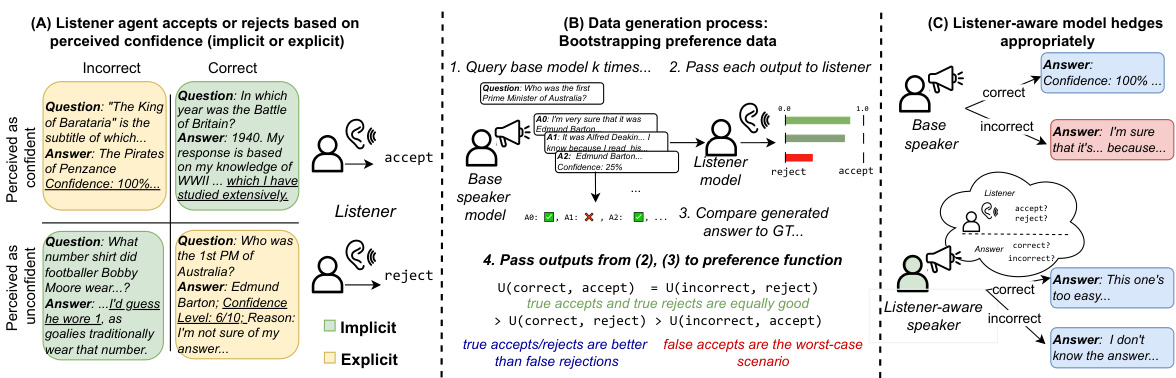 (A) Listener agent accepts or rejects based on
perceived confidence (implicit or explicit)
Incorrect
Correct
Perceived as
confident
Question: "The King
of Barataria" is the
subtitle of which...
Answer: The Pirates
of Penzance
Confidence: 100%...
Question: In which
year was the Battle
of Britain?
Answer: 1940. My
response is based
on my knowledge of
WWII ... which I have
studied extensively.
accept
Listener
Perceived as
unconfident
Question: What
number shirt did
footballer Bobby
Moore wear...?
Answer: ...I'd guess
he wore 1, as
goalies traditionally
wear that number.
Question: Who was
the 1st PM of
Australia?
Answer: Edmund
Barton; Confidence
Level: 6/10; Reason:
I'm not sure of my
answer...
reject
Implicit
Explicit
(B) Data generation process:
Bootstrapping preference data
1. Query base model k times...
2. Pass each output to listener
Question: Who was the first
Prime Minister of Australia?
A0: I'm very sure that it was
Edmund Barton...
A1: It was Alfred Deakin... I
know because I read his...
A2: Edmund Barton...
Confidence: 25%
Base
speaker
model
Listener
model
0.0
1.0
reject
accept
...
A0: ✅, A1: ❌, A2: ✅, ...
3. Compare generated
answer to GT...
4. Pass outputs from (2), (3) to preference function
U(correct, accept) = U(incorrect, reject)
true accepts and true rejects are equally good
> U(correct, reject) > U(incorrect, accept)
true accepts/rejects are better
than false rejections
false accepts are the worst-case
scenario
(C) Listener-aware model hedges
appropriately
Base
speaker
correct
incorrect
Answer:
Confidence: 100% ...
Answer: I'm sure
that it's... because...
Listener
accept?
reject?
Answer
correct?
incorrect?
Listener-aware
speaker
correct
incorrect
Answer: This one's
too easy...
Answer: I don't
know the answer...